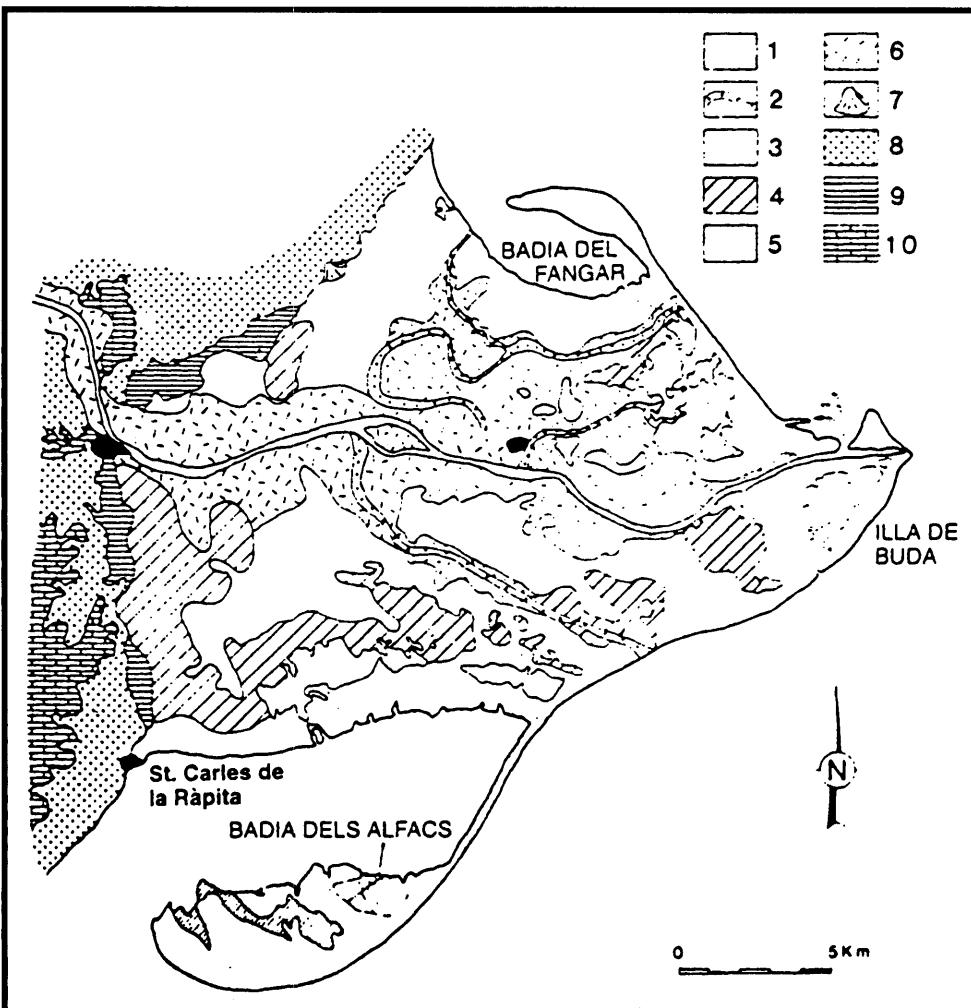 1
2
3
4
5
6
7
8
9
10
BADIA DEL
FANGAR
ILLA DE
BUDA
St. Carles de
la Ràpita
BADIA DELS ALFACS
N
0 5Km